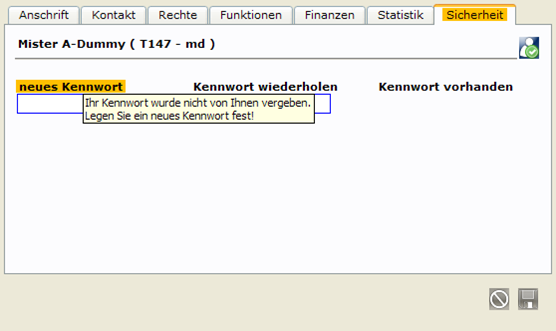 Anschrift Kontakt Rechte Funktionen Finanzen Statistik Sicherheit
Mister A-Dummy ( T147 - md )
neues Kennwort Kennwort wiederholen Kennwort vorhanden
Ihr Kennwort wurde nicht von Ihnen vergeben.
Legen Sie ein neues Kennwort fest!